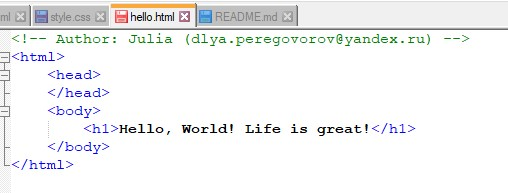 ml style.css hello.html README.md
<!-- Author: Julia (dlya.peregovorov@yandex.ru) -->
<html>
<head>
</head>
<body>
<h1>Hello, World! Life is great!</h1>
</body>
</html>